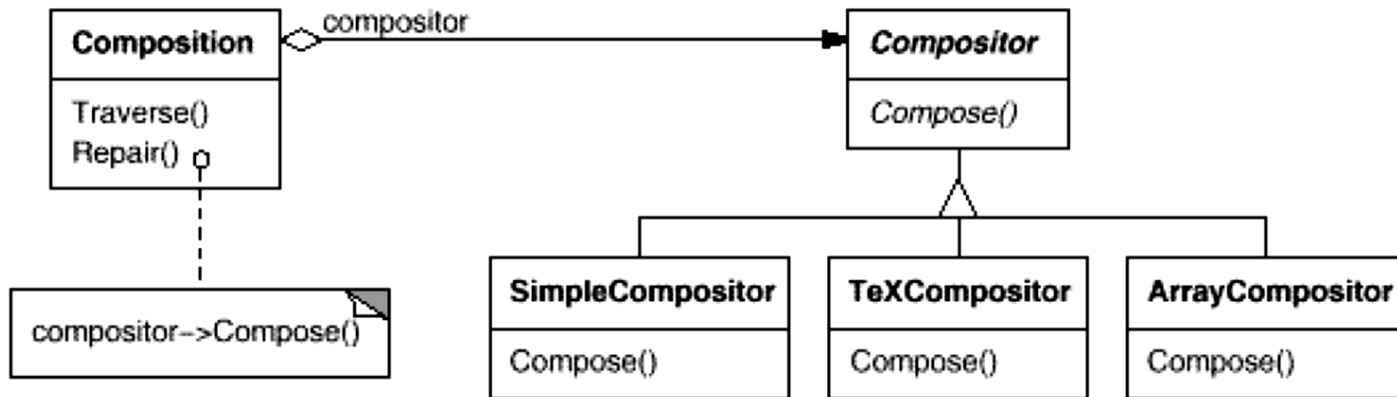 Composition
Traverse()
Repair()
compositor
Compositor
Compose()
compositor->Compose()
SimpleCompositor
Compose()
TeXCompositor
Compose()
ArrayCompositor
Compose()